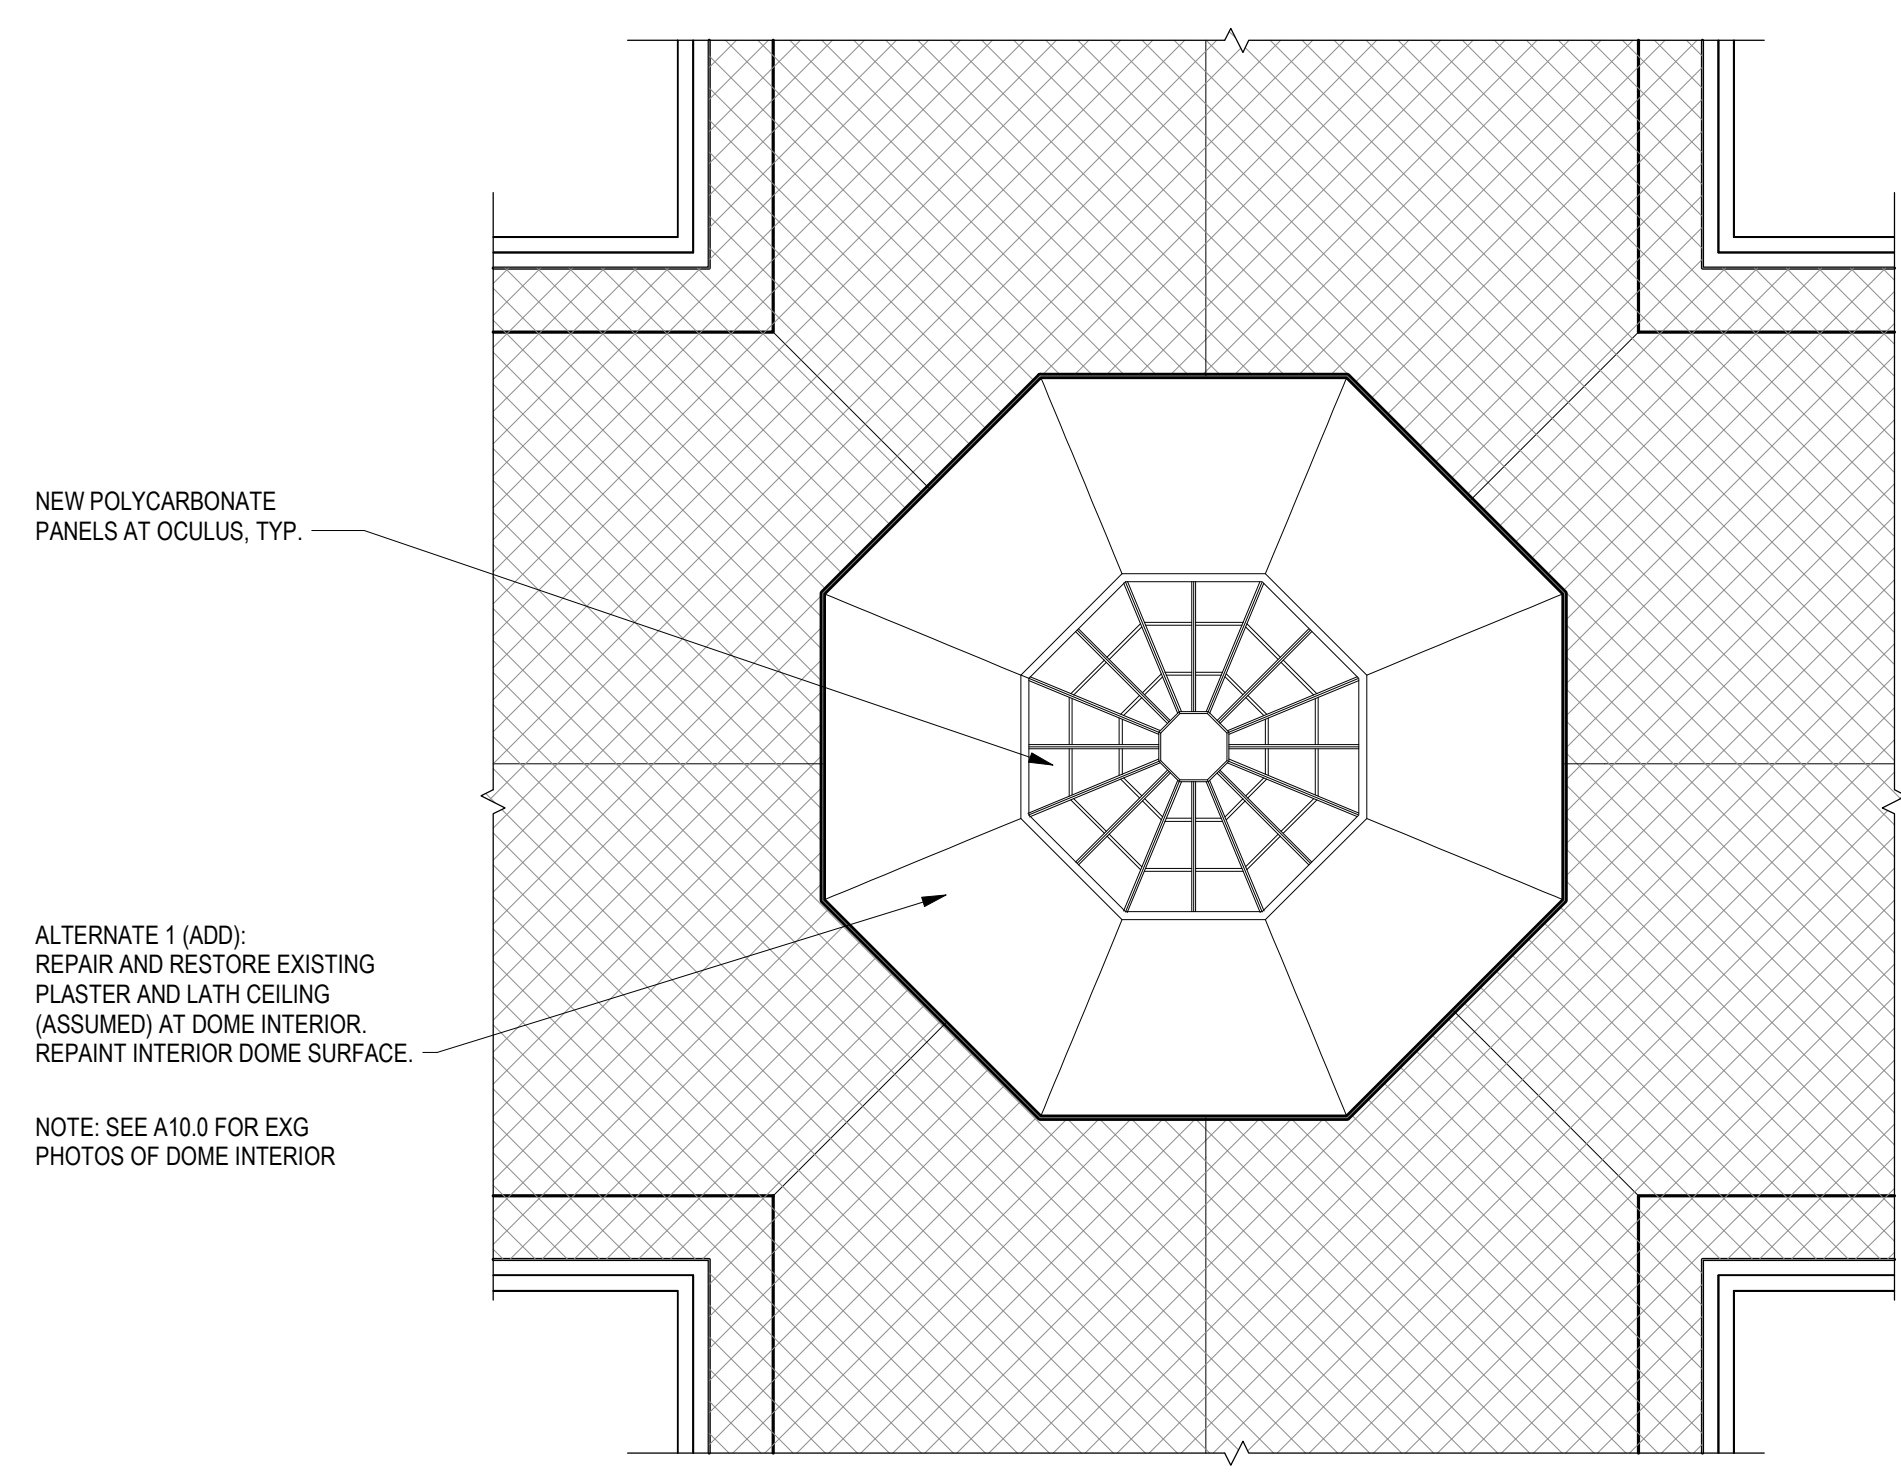 NEW POLYCARBONATE
PANELS AT OCULUS, TYP.
ALTERNATE 1 (ADD):
REPAIR AND RESTORE EXISTING
PLASTER AND LATH CEILING
(ASSUMED) AT DOME INTERIOR.
REPAINT INTERIOR DOME SURFACE.
NOTE: SEE A10.0 FOR EXG
PHOTOS OF DOME INTERIOR